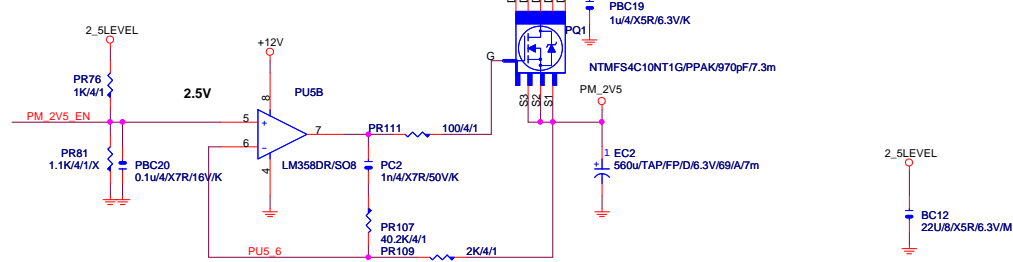 PBC19
1u/4/X5R/6.3V/K
PQ1
G
NTMFS4C10NT1G/PPAK/970pF/7.3m
S3
S2
S1
PM_2V5
2_5LEVEL
+12V
PR76
1K/4/1
2.5V
PU5B
PM_2V5_EN
5
8
+
7
6
-
4
LM358DR/SO8
PR111
100/4/1
PR81
1.1K/4/1/X
PBC20
0.1u/4/X7R/16V/K
PC2
1n/4/X7R/50V/K
1
+
EC2
560u/TAP/FP/D/6.3V/69/A/7m
2_5LEVEL
BC12
22U/8/X5R/6.3V/M
PR107
40.2K/4/1
PU5_6
PR109
2K/4/1